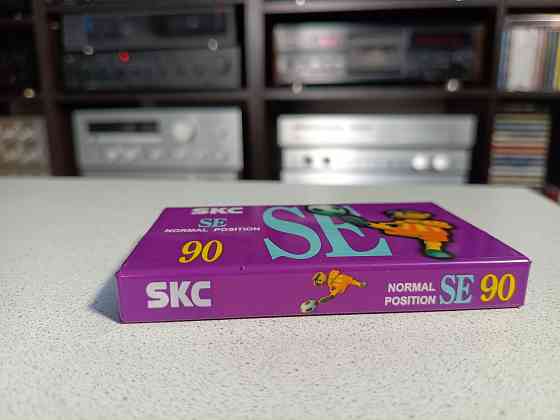 SKC
SE
NORMAL POSITION
90
SE
SKC
NORMAL
POSITION
SE 90